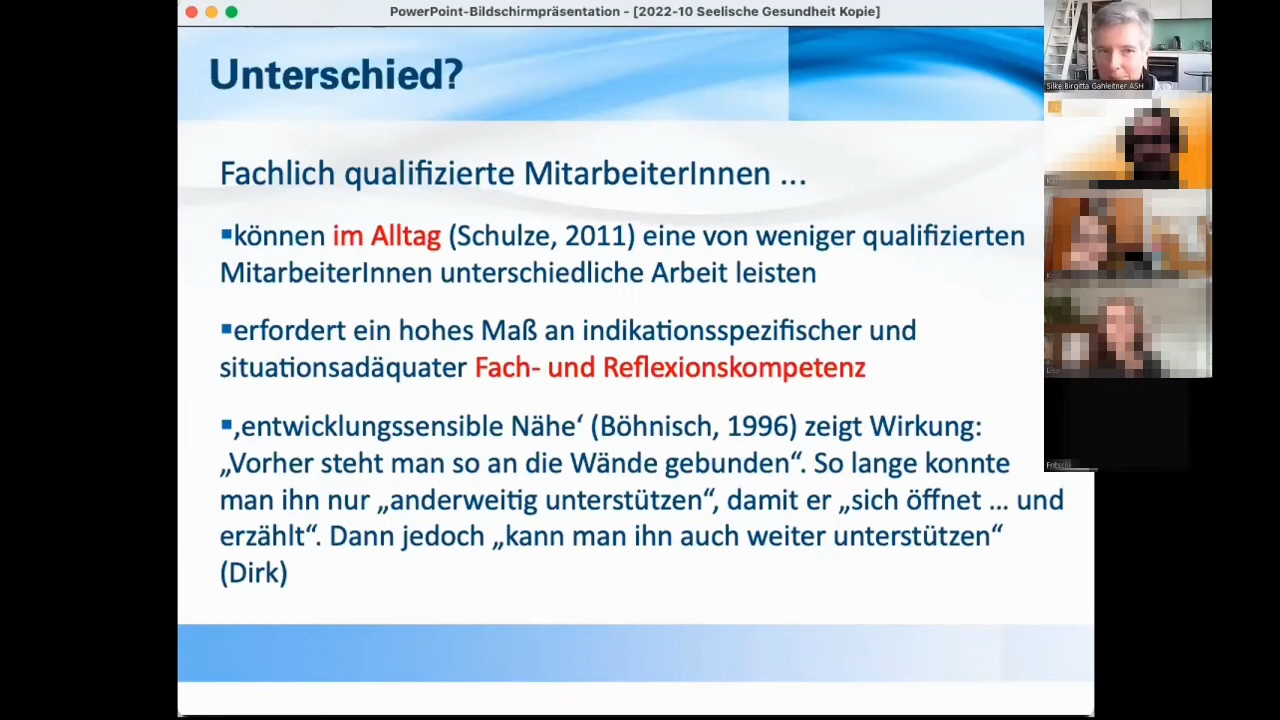 PowerPoint-Bildschirmpräsentation - [2022-10 Seelische Gesundheit Kopie]
Unterschied?
Fachlich qualifizierte MitarbeiterInnen ...
▪können im Alltag (Schulze, 2011) eine von weniger qualifizierten
MitarbeiterInnen unterschiedliche Arbeit leisten
▪erfordert ein hohes Maß an indikationsspezifischer und
situationsadäquater Fach- und Reflexionskompetenz
▪‚entwicklungssensible Nähe‘ (Böhnisch, 1996) zeigt Wirkung:
„Vorher steht man so an die Wände gebunden“. So lange konnte
man ihn nur „anderweitig unterstützen“, damit er „sich öffnet ... und
erzählt“. Dann jedoch „kann man ihn auch weiter unterstützen“
(Dirk)
Silke Birgitta Gahleitner ASH
Lisa